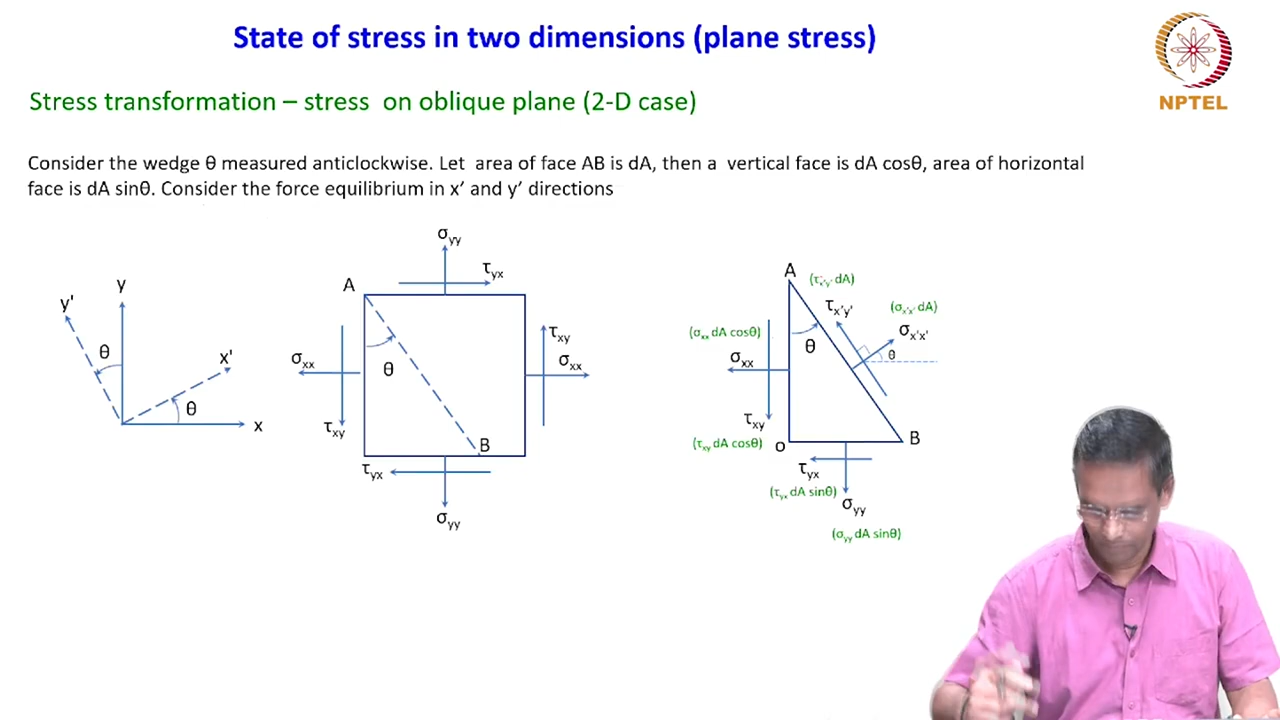 State of stress in two dimensions (plane stress)
NPTEL
Stress transformation – stress on oblique plane (2-D case)
Consider the wedge θ measured anticlockwise. Let area of face AB is dA, then a vertical face is dA cosθ, area of horizontal
face is dA sinθ. Consider the force equilibrium in x′ and y′ directions
y'
y
θ
x'
θ
x
σyy
τyx
A
τxy
σxx
σxx
θ
τxy
B
τyx
σyy
A
(τx'y' dA)
τx'y'
(σx'x' dA)
σx'x'
θ
(σxx dA cosθ)
θ
σxx
τxy
(τxy dA cosθ)
O
B
τyx
(τyx dA sinθ)
σyy
(σyy dA sinθ)